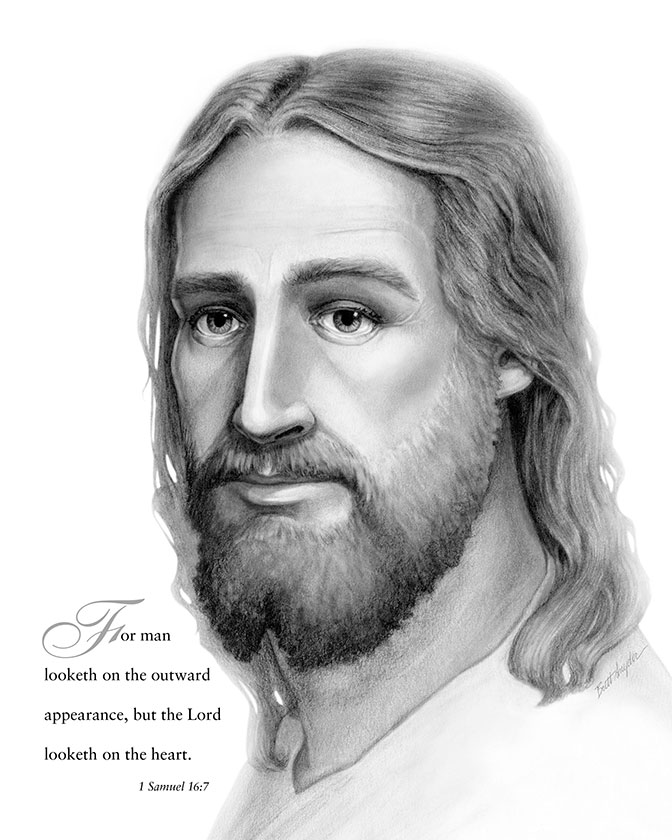 For man
looketh on the outward
appearance, but the Lord
looketh on the heart.
1 Samuel 16:7